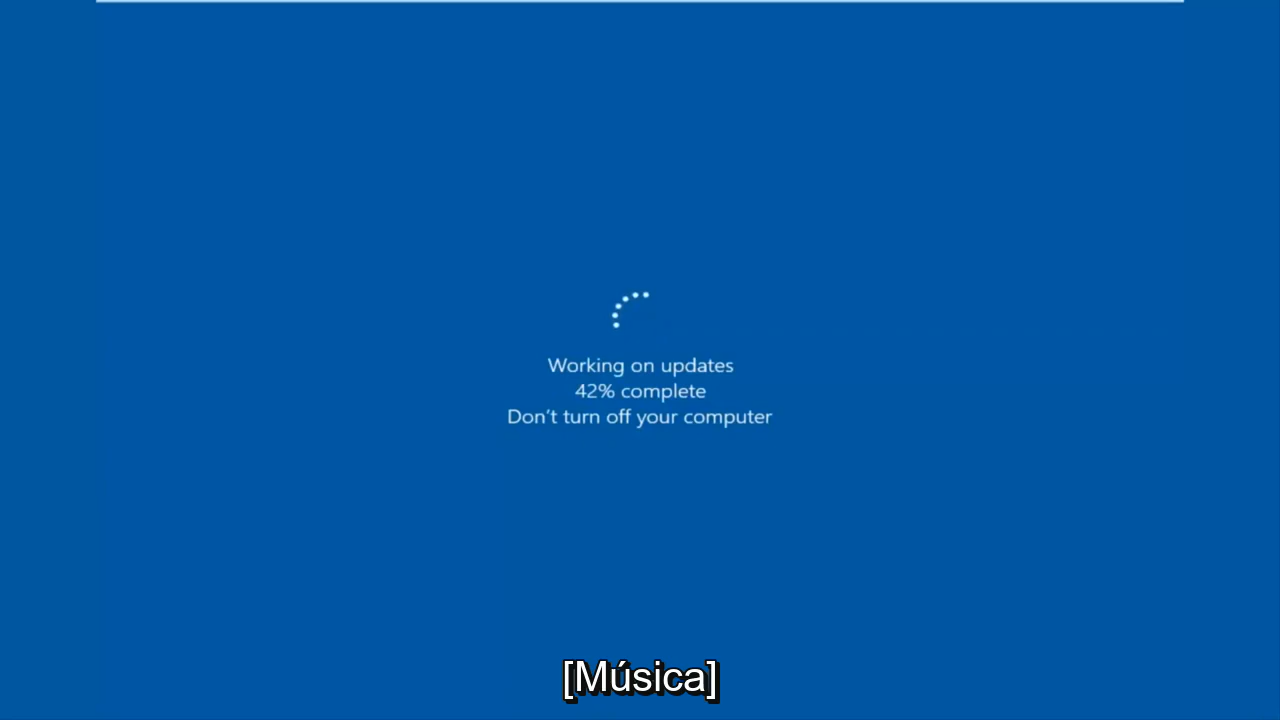 Working on updates
42% complete
Don't turn off your computer
[Música]